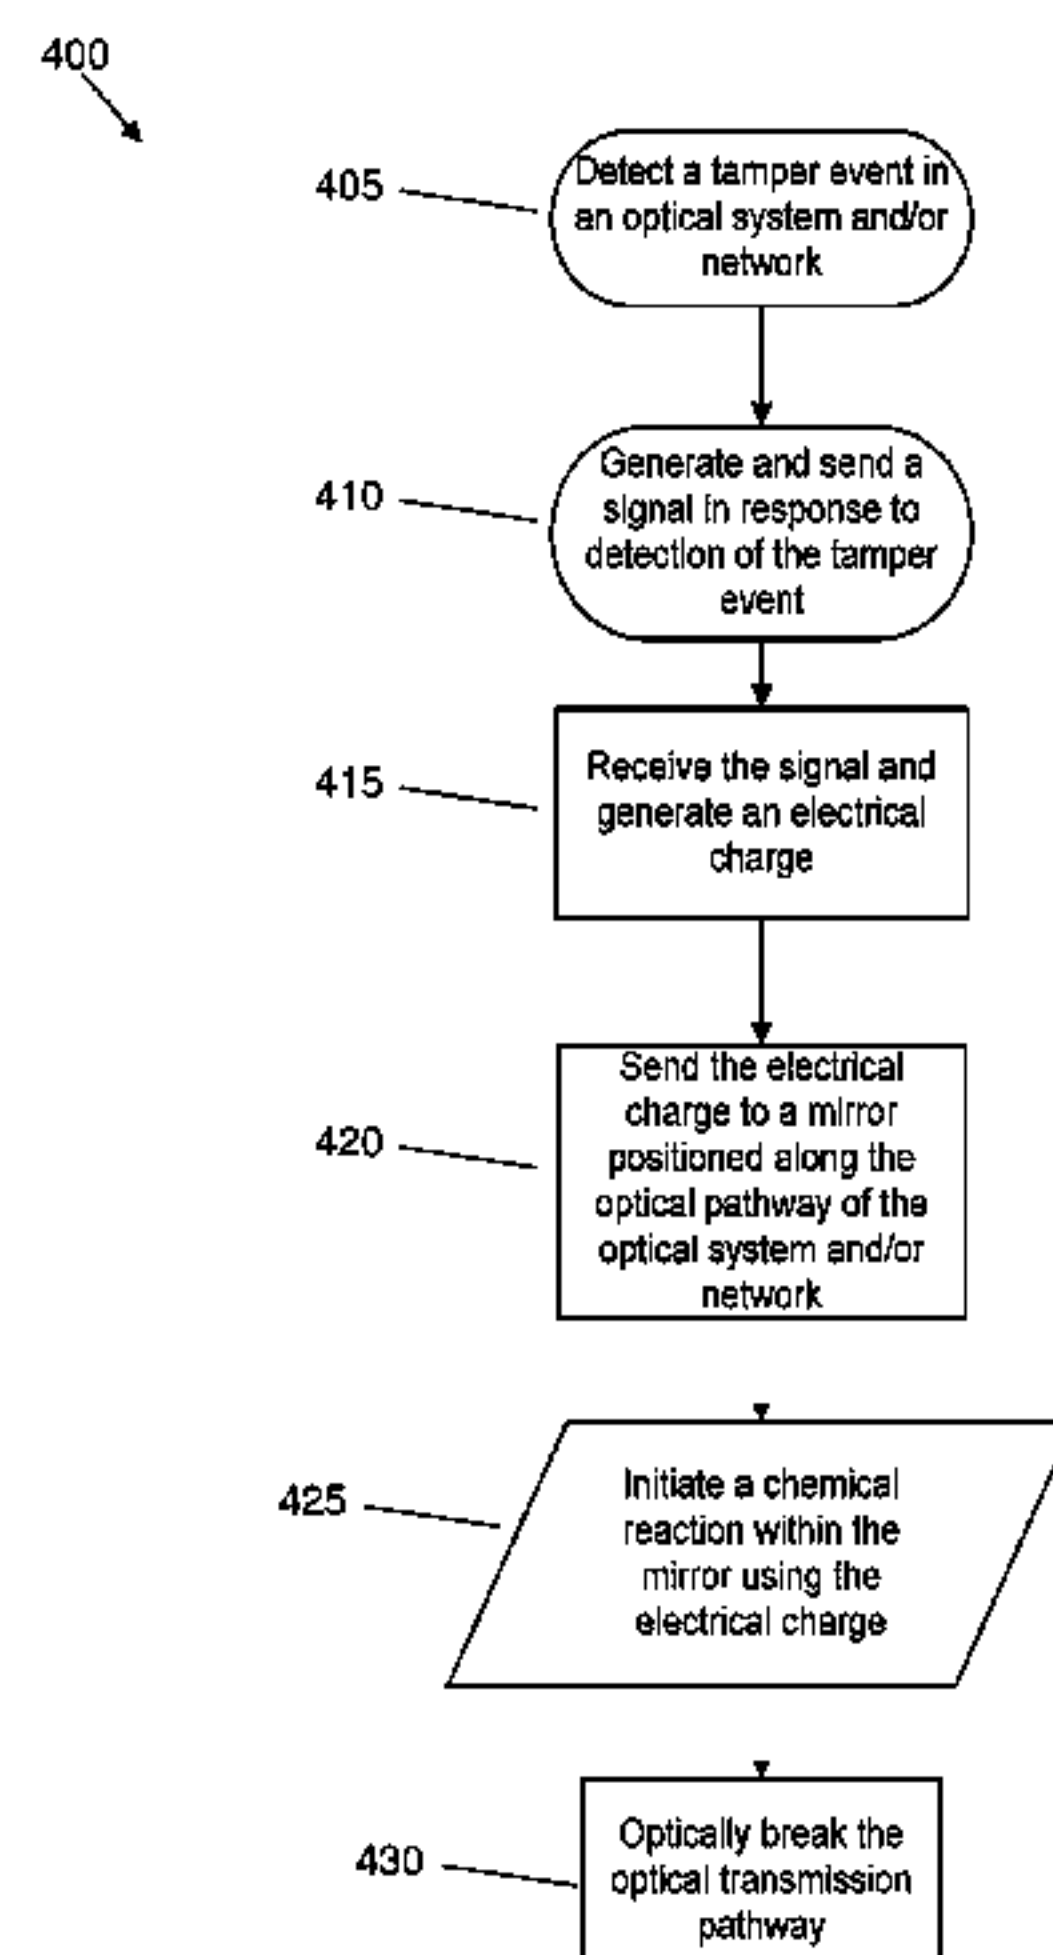 400
405
Detect a tamper event in
an optical system and/or
network
410
Generate and send a
signal in response to
detection of the tamper
event
415
Receive the signal and
generate an electrical
charge
420
Send the electrical
charge to a mirror
positioned along the
optical pathway of the
optical system and/or
network
425
Initiate a chemical
reaction within the
mirror using the
electrical charge
430
Optically break the
optical transmission
pathway